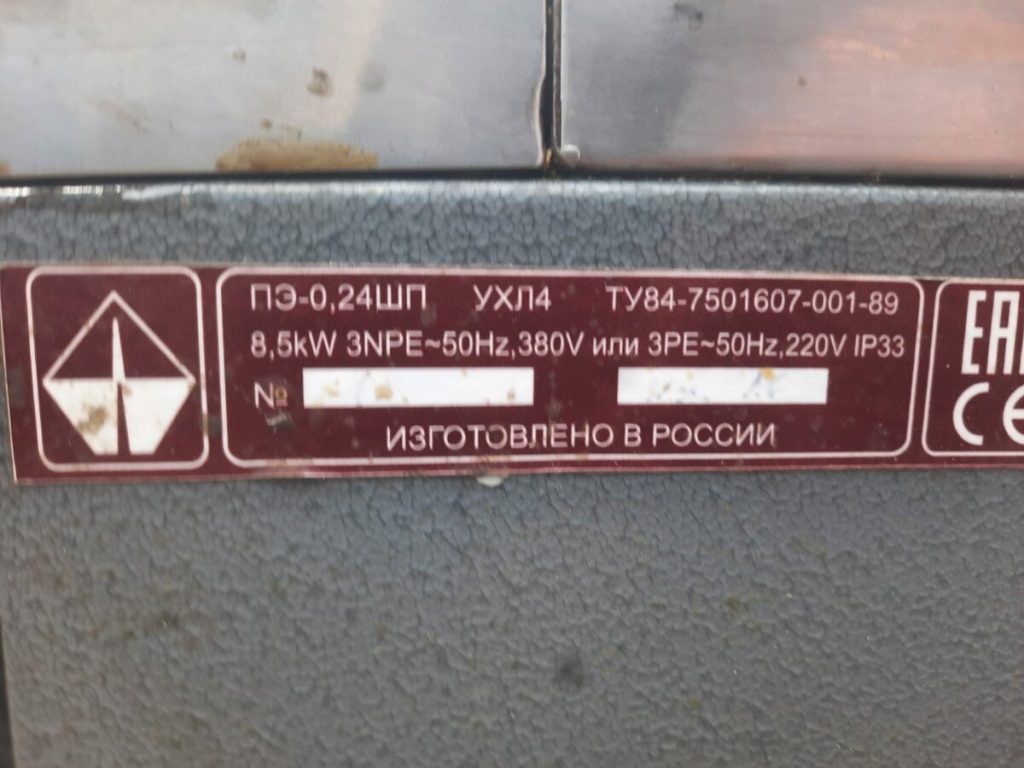 ПЭ-0,24ШП УХЛ4 ТУ84-7501607-001-89
8,5kW 3NPE~50Hz,380V или 3PE~50Hz,220V IP33
№
ИЗГОТОВЛЕНО В РОССИИ
EAC
CE